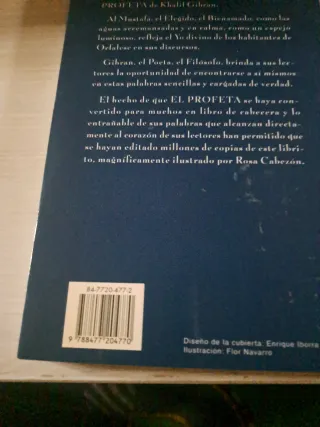 PROFETA de Khalil Gibran.
Al Mustafá, el Elegido, el Bienamado, como las
aguas arremansadas y en calma, como un espejo
luminoso, refleja el Yo divino de los habitantes de
Orfalese en sus discursos.
Gibran, el Poeta, el Filósofo, brinda a sus lec-
tores la oportunidad de encontrarse a sí mismos
en estas palabras sencillas y cargadas de verdad.
El hecho de que EL PROFETA se haya con-
vertido para muchos en libro de cabecera y lo
entrañable de sus palabras que alcanzan directa-
mente al corazón de sus lectores han permitido que
se hayan editado millones de copias de este libri-
to, magníficamente ilustrado por Rosa Cabezón.
84-7720-477-2
9 788477 204770
Diseño de la cubierta: Enrique Iborra
Ilustración: Flor Navarro